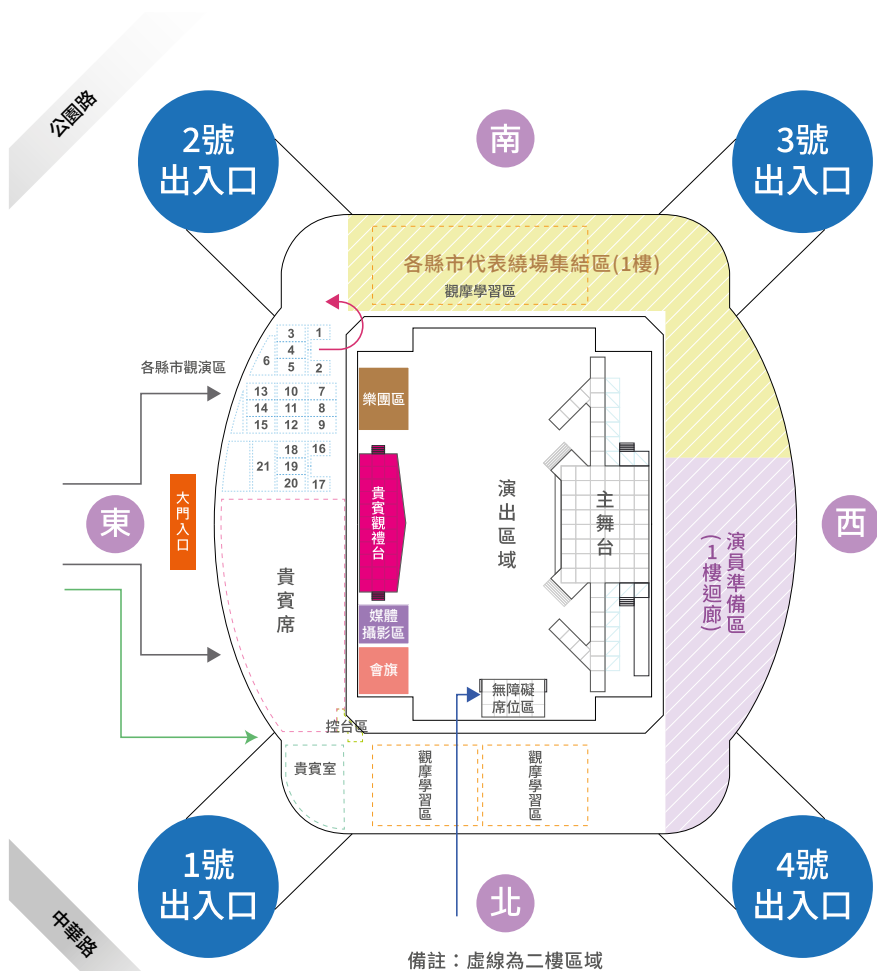 公園路
2號
出入口
南
3號
出入口
各縣市代表繞場集結區(1樓)
觀摩學習區
各縣市觀演區
3
1
4
6
5
2
13
10
7
14
11
8
15
12
9
18
16
21
19
20
17
樂團區
貴賓觀禮台
演出區域
主舞台
東
大門入口
西
演員準備區
(1樓迴廊)
貴賓席
媒體
攝影區
會旗
無障礙
席位區
控台區
貴賓室
觀摩學習區
觀摩學習區
1號
出入口
北
4號
出入口
中華路
備註：虛線為二樓區域